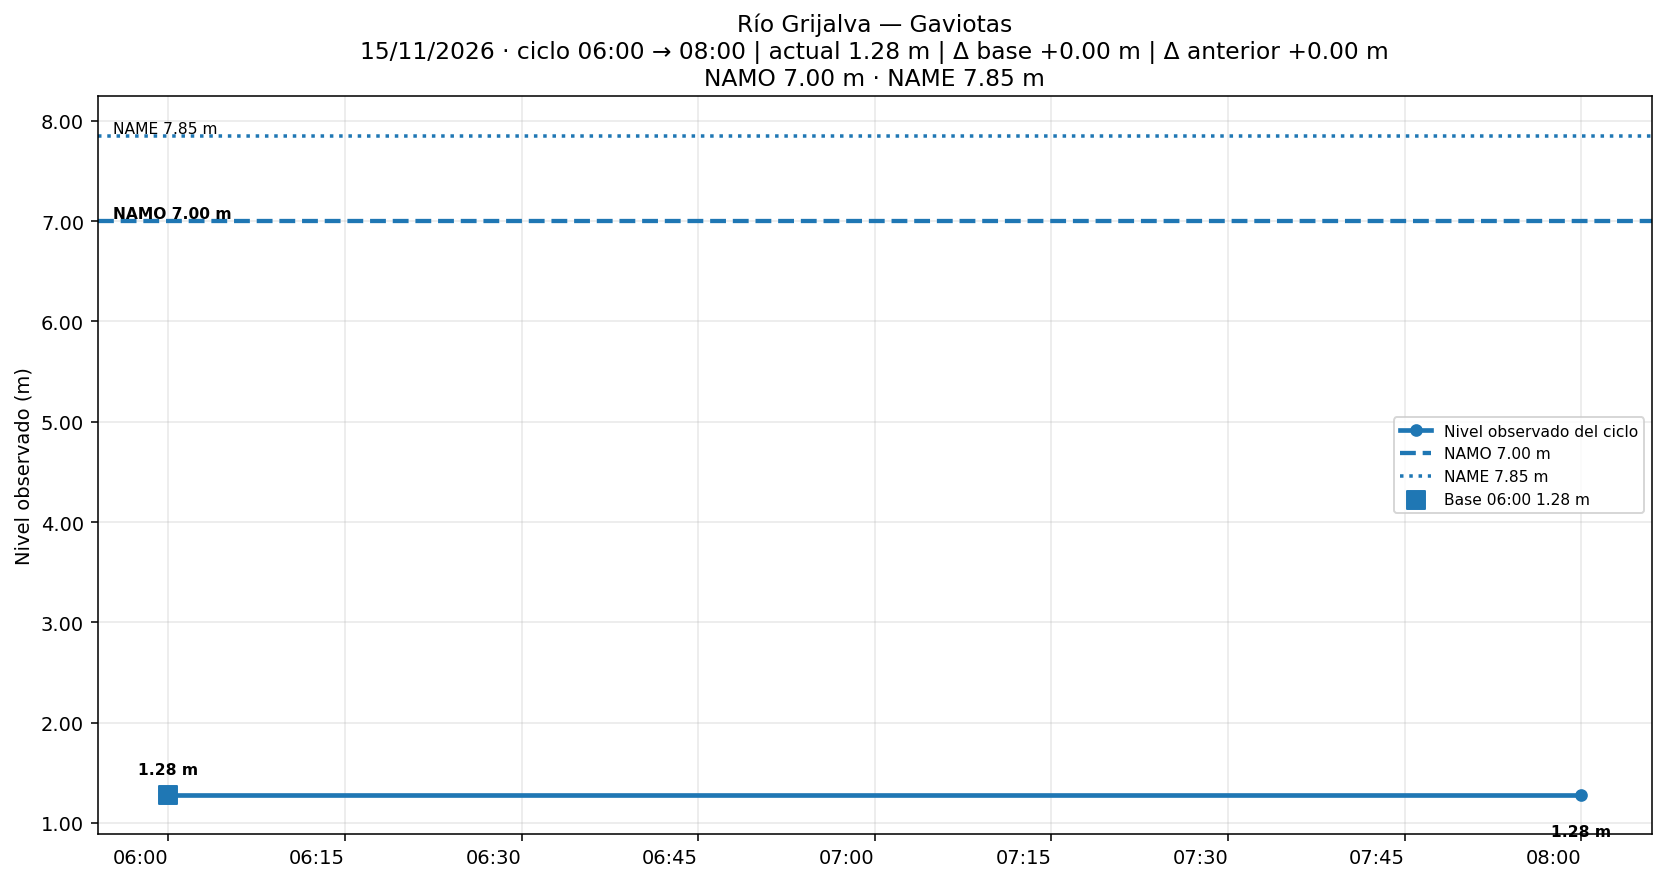 Río Grijalva — Gaviotas
15/11/2026 · ciclo 06:00 → 08:00 | actual 1.28 m | Δ base +0.00 m | Δ anterior +0.00 m
NAMO 7.00 m · NAME 7.85 m
Nivel observado (m)
8.00
7.00
6.00
5.00
4.00
3.00
2.00
1.00
NAME 7.85 m
NAMO 7.00 m
Nivel observado del ciclo
NAMO 7.00 m
NAME 7.85 m
Base 06:00 1.28 m
1.28 m
1.28 m
06:00
06:15
06:30
06:45
07:00
07:15
07:30
07:45
08:00